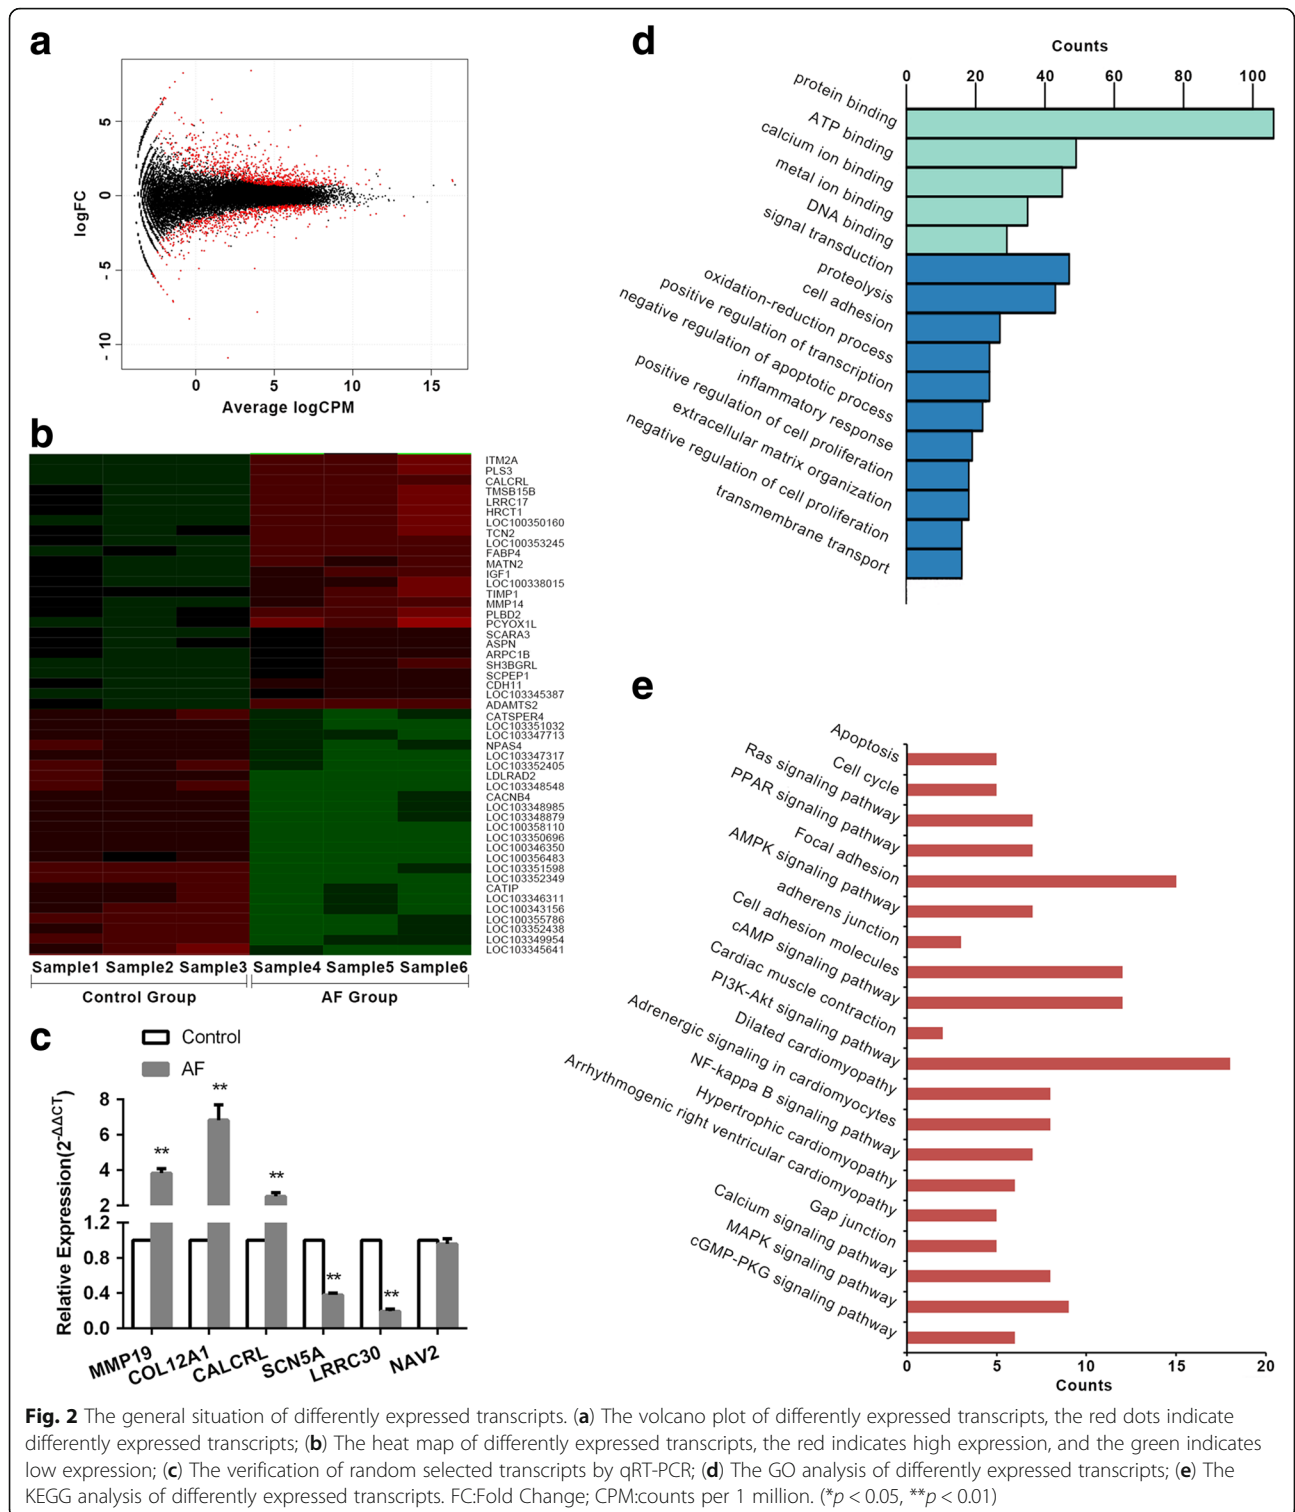 a
5
0
- 5
- 10
logFC
0
5
10
15
Average logCPM
b
ITM2A
PLS3
CALCRL
TMSB15B
LRRC17
HRCT1
LOC100350160
TCN2
LOC100353245
FABP4
MATN2
IGF1
LOC100338015
TIMP1
MMP14
PLBD2
PCYOX1L
SCARA3
ASPN
ARPC1B
SH3BGRL
SCPEP1
CDH11
LOC103345387
ADAMTS2
CATSPER4
LOC103351032
LOC103347713
NPAS4
LOC103347317
LOC103352405
LDLRAD2
LOC103348548
CACNB4
LOC103348985
LOC103348879
LOC100358110
LOC103350696
LOC100346350
LOC100356483
LOC103351598
LOC103352349
CATIP
LOC103346311
LOC100343156
LOC100355786
LOC103352438
LOC103349954
LOC103345641
Sample1 Sample2 Sample3 Sample4 Sample5 Sample6
Control Group
AF Group
c
Control
AF
Relative Expression(2^-ΔΔCT)
8
6
4
2
1.2
0.8
0.4
0.0
**
**
**
**
**
MMP19
COL12A1
CALCRL
SCN5A
LRRC30
NAV2
d
Counts
0
20
40
60
80
100
protein binding
ATP binding
calcium ion binding
metal ion binding
DNA binding
signal transduction
proteolysis
cell adhesion
oxidation-reduction process
positive regulation of transcription
negative regulation of apoptotic process
inflammatory response
positive regulation of cell proliferation
extracellular matrix organization
negative regulation of cell proliferation
transmembrane transport
e
Apoptosis
Cell cycle
Ras signaling pathway
PPAR signaling pathway
Focal adhesion
AMPK signaling pathway
adherens junction
Cell adhesion molecules
cAMP signaling pathway
Cardiac muscle contraction
PI3K-Akt signaling pathway
Dilated cardiomyopathy
Adrenergic signaling in cardiomyocytes
NF-kappa B signaling pathway
Hypertrophic cardiomyopathy
Arrhythmogenic right ventricular cardiomyopathy
Gap junction
Calcium signaling pathway
MAPK signaling pathway
cGMP-PKG signaling pathway
0
5
10
15
20
Counts
Fig. 2 The general situation of differently expressed transcripts. (a) The volcano plot of differently expressed transcripts, the red dots indicate
differently expressed transcripts; (b) The heat map of differently expressed transcripts, the red indicates high expression, and the green indicates
low expression; (c) The verification of random selected transcripts by qRT-PCR; (d) The GO analysis of differently expressed transcripts; (e) The
KEGG analysis of differently expressed transcripts. FC:Fold Change; CPM:counts per 1 million. (*p < 0.05, **p < 0.01)